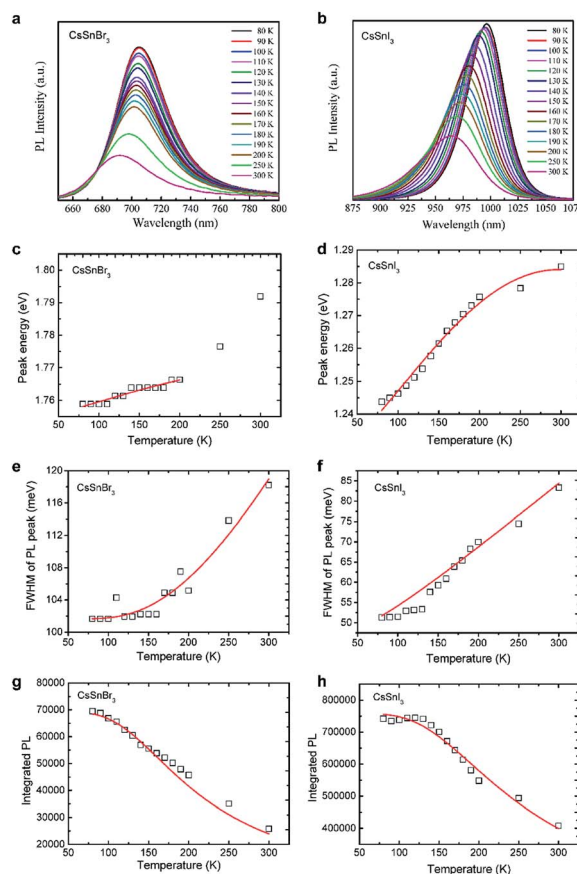 a
CsSnBr3
80 K
90 K
100 K
110 K
120 K
130 K
140 K
150 K
160 K
170 K
180 K
190 K
200 K
250 K
300 K
PL Intensity (a.u.)
650 700 750 800
Wavelength (nm)
b
CsSnI3
80 K
90 K
100 K
110 K
120 K
130 K
140 K
150 K
160 K
170 K
180 K
190 K
200 K
250 K
300 K
PL Intensity (a.u.)
875 900 925 950 975 1000 1025 1050 107
Wavelength (nm)
c
CsSnBr3
1.80
1.79
1.78
1.77
1.76
Peak energy (eV)
50 100 150 200 250 300
Temperature (K)
d
CsSnI3
1.29
1.28
1.27
1.26
1.25
1.24
Peak energy (eV)
50 100 150 200 250 300
Temperature (K)
e
CsSnBr3
120
116
112
108
104
100
FWHM of PL peak (meV)
50 100 150 200 250 300
Temperature (K)
f
CsSnI3
85
80
75
70
65
60
55
50
FWHM of PL peak (meV)
50 100 150 200 250 300
Temperature (K)
g
CsSnBr3
80000
70000
60000
50000
40000
30000
20000
Integrated PL
50 100 150 200 250 300
Temperature (K)
h
CsSnI3
800000
700000
600000
500000
400000
Integrated PL
50 100 150 200 250 300
Temperature (K)